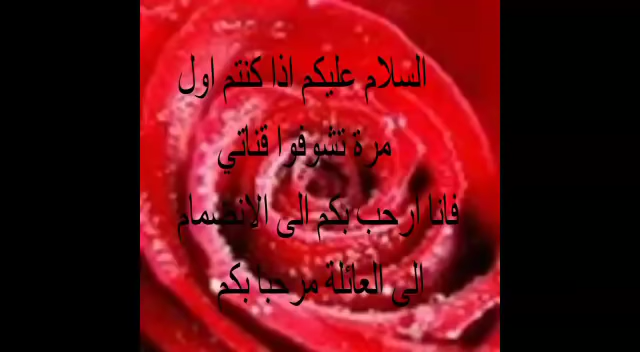 السلام عليكم اذا كنتم اول
مرة تشوفوا قناتي
فانا ارحب بكم الى الانضمام
الى العائلة مرحبا بكم